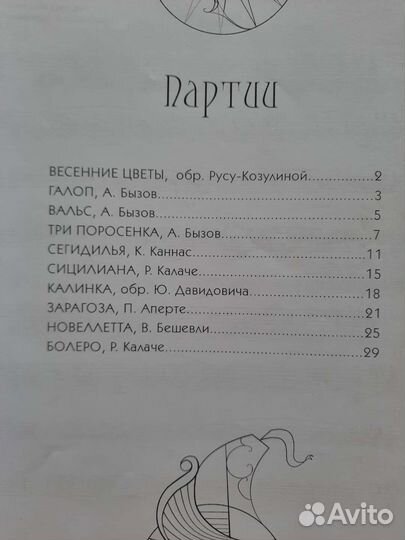 Партии
ВЕСЕННИЕ ЦВЕТЫ, обр. Русу-Козулиной.....................2
ГАЛОП, А. Бызов.....................3
ВАЛЬС, А. Бызов.....................5
ТРИ ПОРОСЕНКА, А. Бызов.....................7
СЕГИДИЛЬЯ, К. Каннас.....................11
СИЦИЛИАНА, Р. Калаче.....................15
КАЛИНКА, обр. Ю. Давидовича.....................18
ЗАРАГОЗА, П. Аперте.....................21
НОВЕЛЛЕТТА, В. Бешевли.....................25
БОЛЕРО, Р. Калаче.....................29
Avito